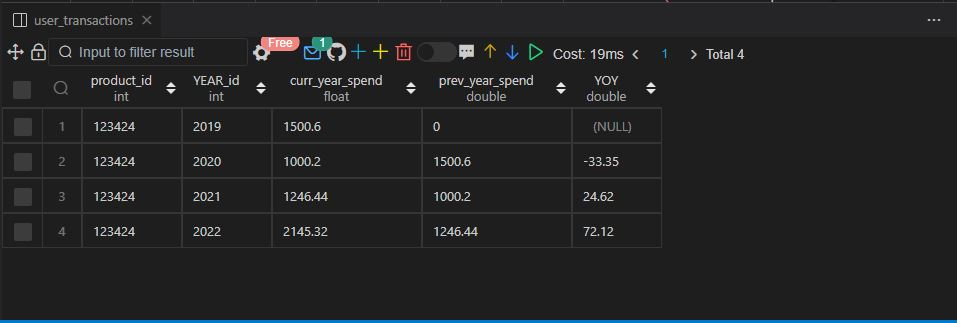 user_transactions
Input to filter result Free 1 Cost: 19ms 1 Total 4
product_id YEAR_id curr_year_spend prev_year_spend YOY
int int float double double
1 123424 2019 1500.6 0 (NULL)
2 123424 2020 1000.2 1500.6 -33.35
3 123424 2021 1246.44 1000.2 24.62
4 123424 2022 2145.32 1246.44 72.12